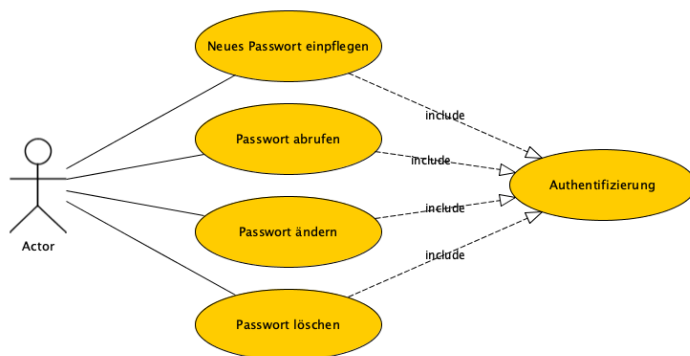 Neues Passwort einpflegen
include
Passwort abrufen
include
Authentifizierung
Passwort ändern
include
Actor
include
Passwort löschen